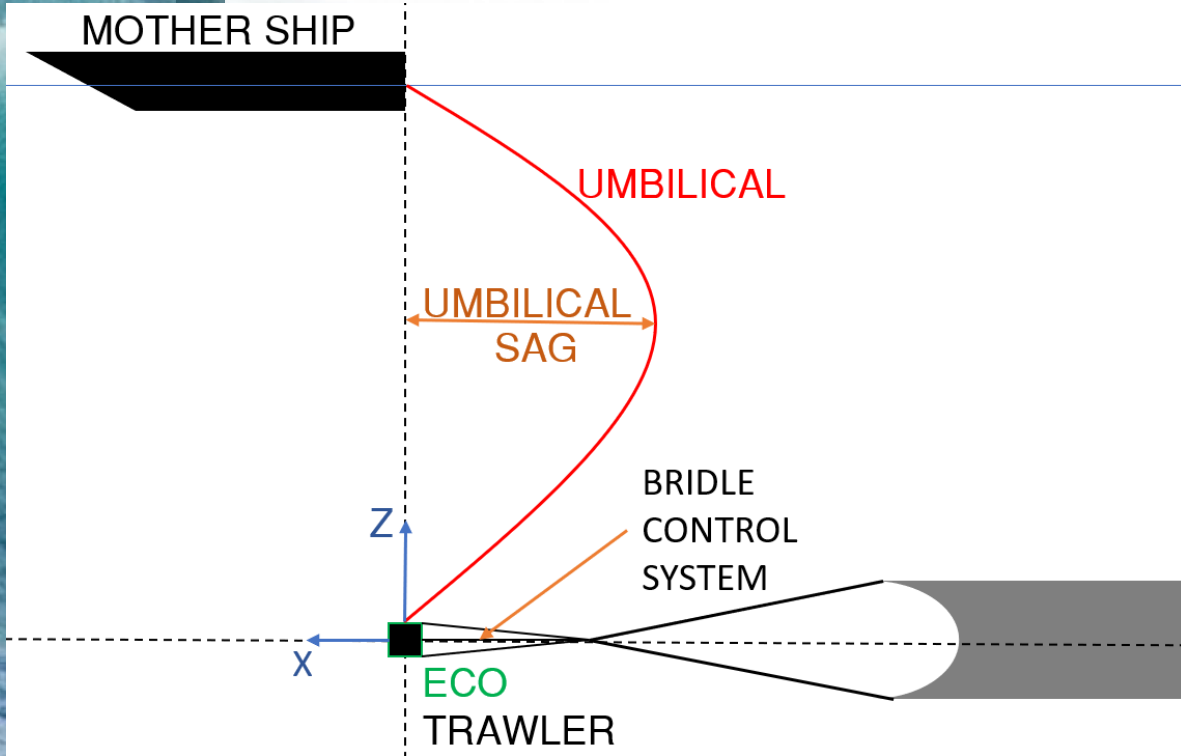 MOTHER SHIP
UMBILICAL
UMBILICAL
SAG
BRIDLE
CONTROL
SYSTEM
Z
X
ECO
TRAWLER